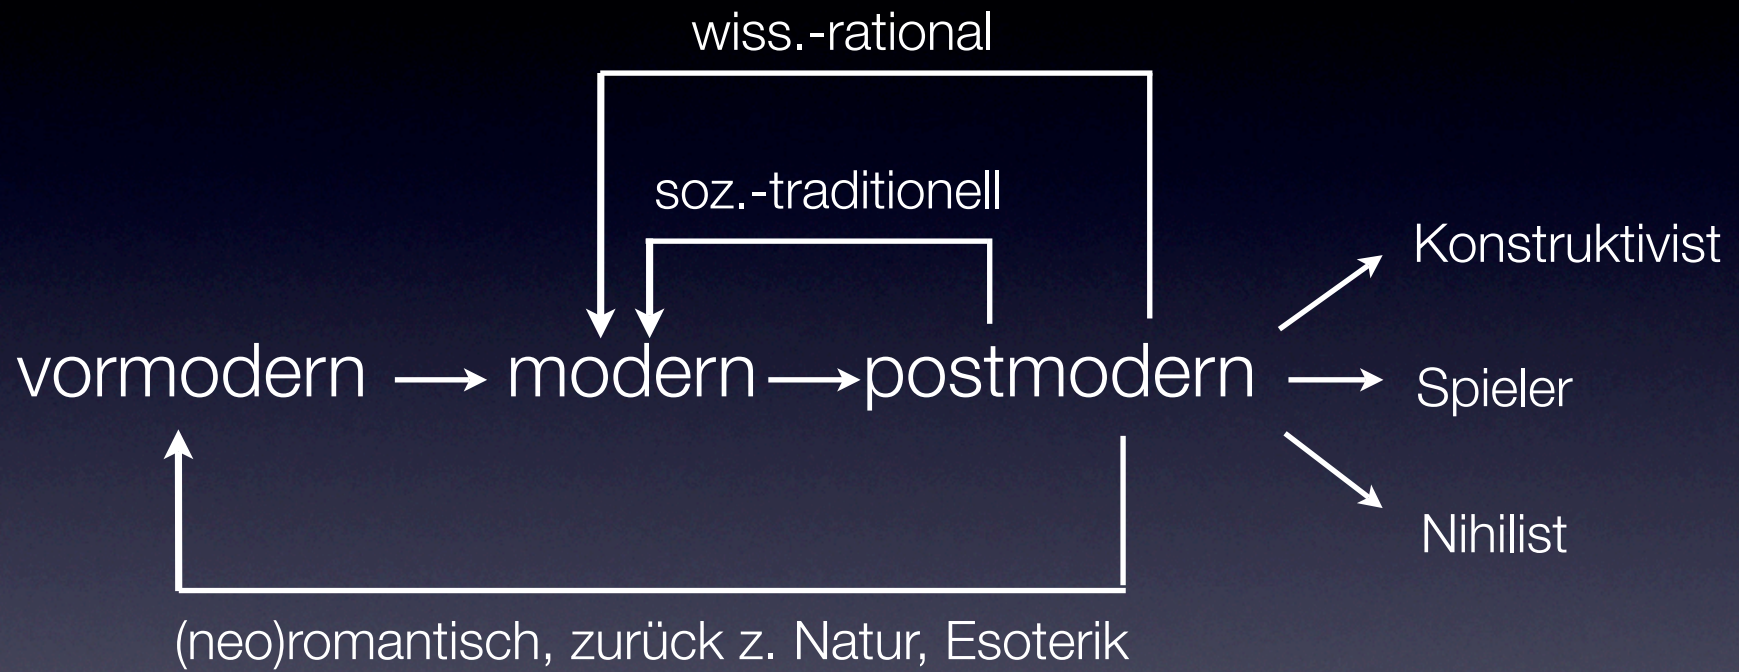 wiss.-rational
soz.-traditionell
Konstruktivist
vormodern modern postmodern
Spieler
Nihilist
(neo)romantisch, zurück z. Natur, Esoterik